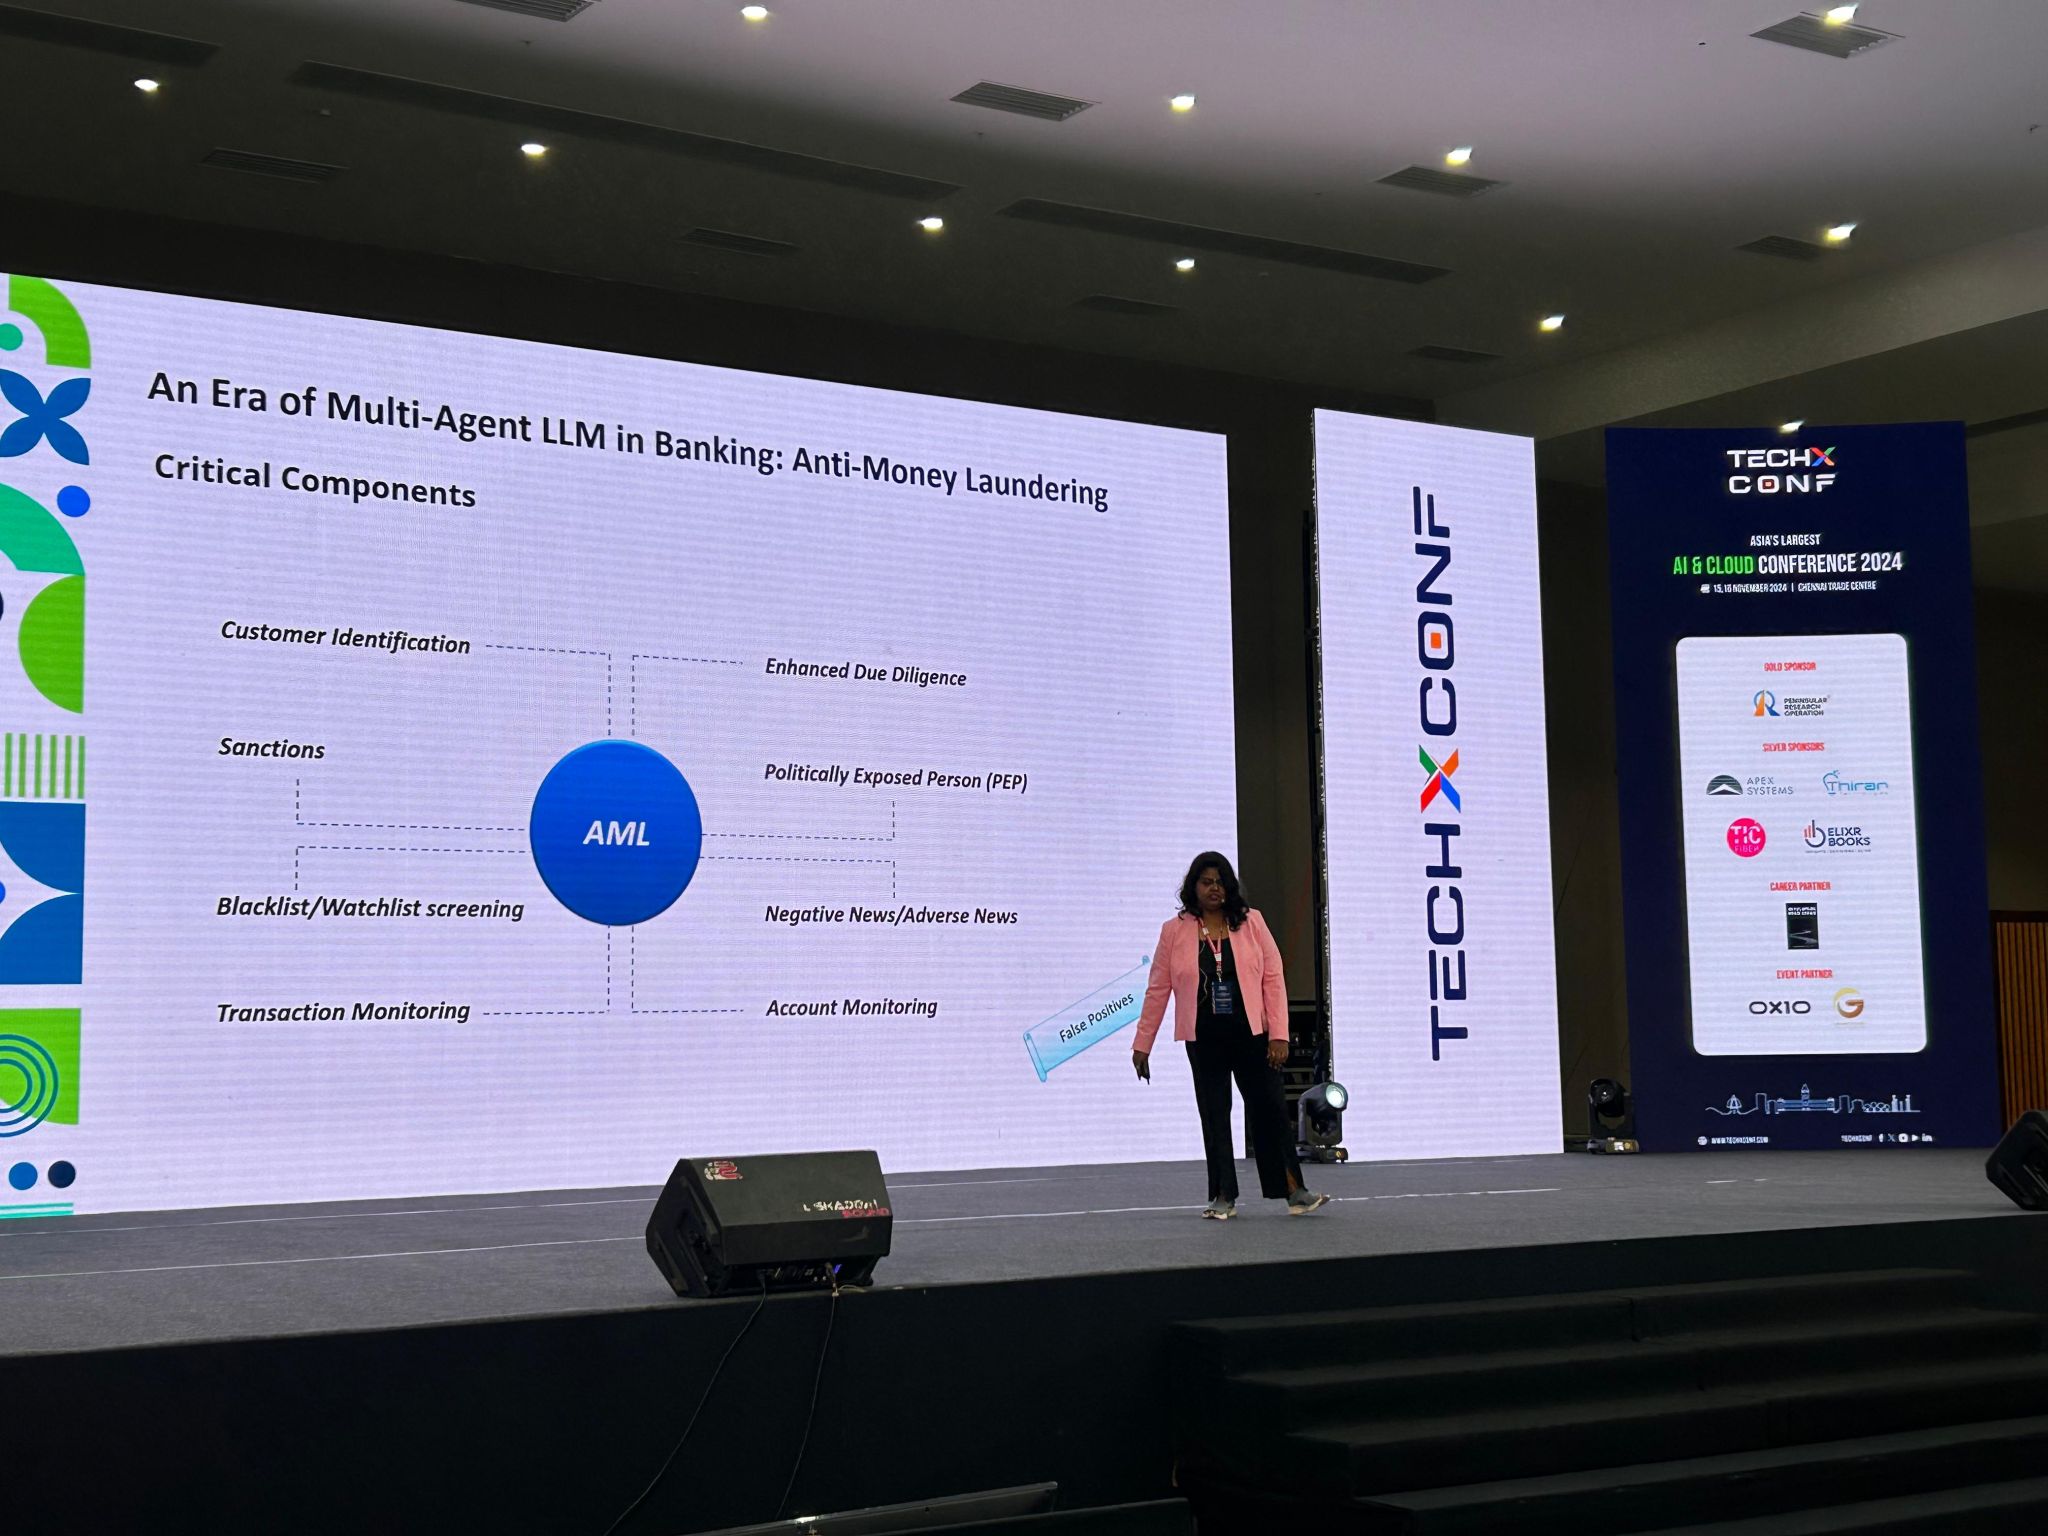 An Era of Multi-Agent LLM in Banking: Anti-Money Laundering
Critical Components
Customer Identification
Enhanced Due Diligence
Sanctions
Politically Exposed Person (PEP)
AML
Blacklist/Watchlist screening
Negative News/Adverse News
Transaction Monitoring
Account Monitoring
False Positives
TECHXCONF
TECHX
CONF
ASIA'S LARGEST
AI & CLOUD CONFERENCE 2024
15, 16 NOVEMBER 2024 | CHENNAI TRADE CENTRE
GOLD SPONSOR
PENINSULAR
RESEARCH
OPERATION
SILVER SPONSORS
APEX
SYSTEMS
Thiran
TIC
FIBER
ELIXR
BOOKS
CAREER PARTNER
EVENT PARTNER
OX10
G
WWW.TECHXCONF.COM
TECHXCONF
SOUND